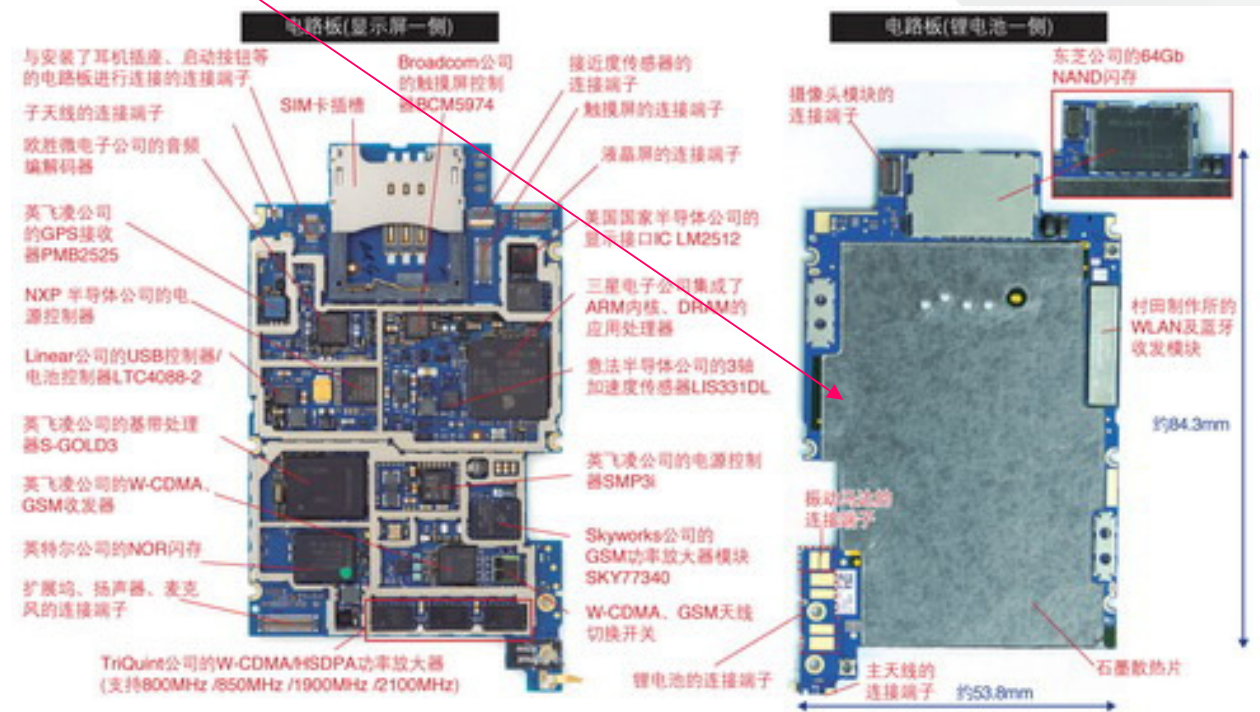 电路板(显示屏一侧)
与安装了耳机插座、启动按钮等
的电路板进行连接的连接端子
子天线的连接端子
欧胜微电子公司的音频
编解码器
英飞凌公司
的GPS接收
器PMB2525
NXP 半导体公司的电
源控制器
Linear公司的USB控制器/
电池控制器LTC4088-2
英飞凌公司的基带处理
器S-GOLD3
英飞凌公司的W-CDMA、
GSM收发器
英特尔公司的NOR闪存
扩展坞、扬声器、麦克
风的连接端子
SIM卡插槽
Broadcom公司
的触摸屏控制
器BCM5974
接近度传感器的
连接端子
触摸屏的连接端子
液晶屏的连接端子
美国国家半导体公司的
显示接口IC LM2512
三星电子公司集成了
ARM内核、DRAM的
应用处理器
意法半导体公司的3轴
加速度传感器LIS331DL
英飞凌公司的电源控制
器SMP3i
Skyworks公司的
GSM功率放大器模块
SKY77340
W-CDMA、GSM天线
切换开关
TriQuint公司的W-CDMA/HSDPA功率放大器
(支持800MHz /850MHz /1900MHz /2100MHz)
电路板(锂电池一侧)
东芝公司的64Gb
NAND闪存
摄像头模块的
连接端子
村田制作所的
WLAN及蓝牙
收发模块
约84.3mm
振动马达的
连接端子
锂电池的连接端子
主天线的
连接端子
约53.8mm
石墨散热片